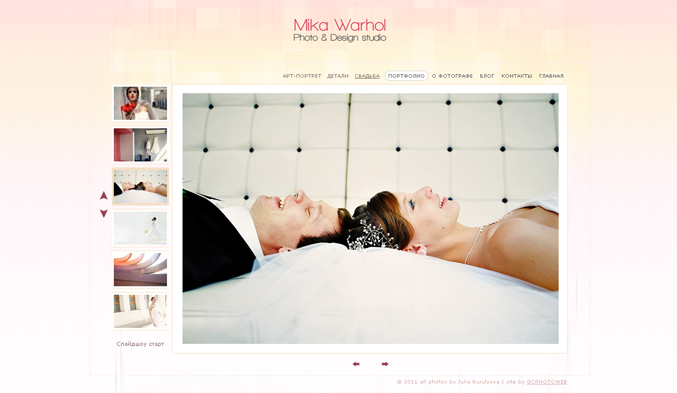 Mika Warhol
Photo & Design studio
АРТ-ПОРТРЕТ ДЕТАЛИ СВАДЬБА ПОРТФОЛИО О ФОТОГРАФЕ БЛОГ КОНТАКТЫ ГЛАВНАЯ
Слайдшоу старт
© 2011 all photos by Julia Burulyova | site by GOPHOTOWEB